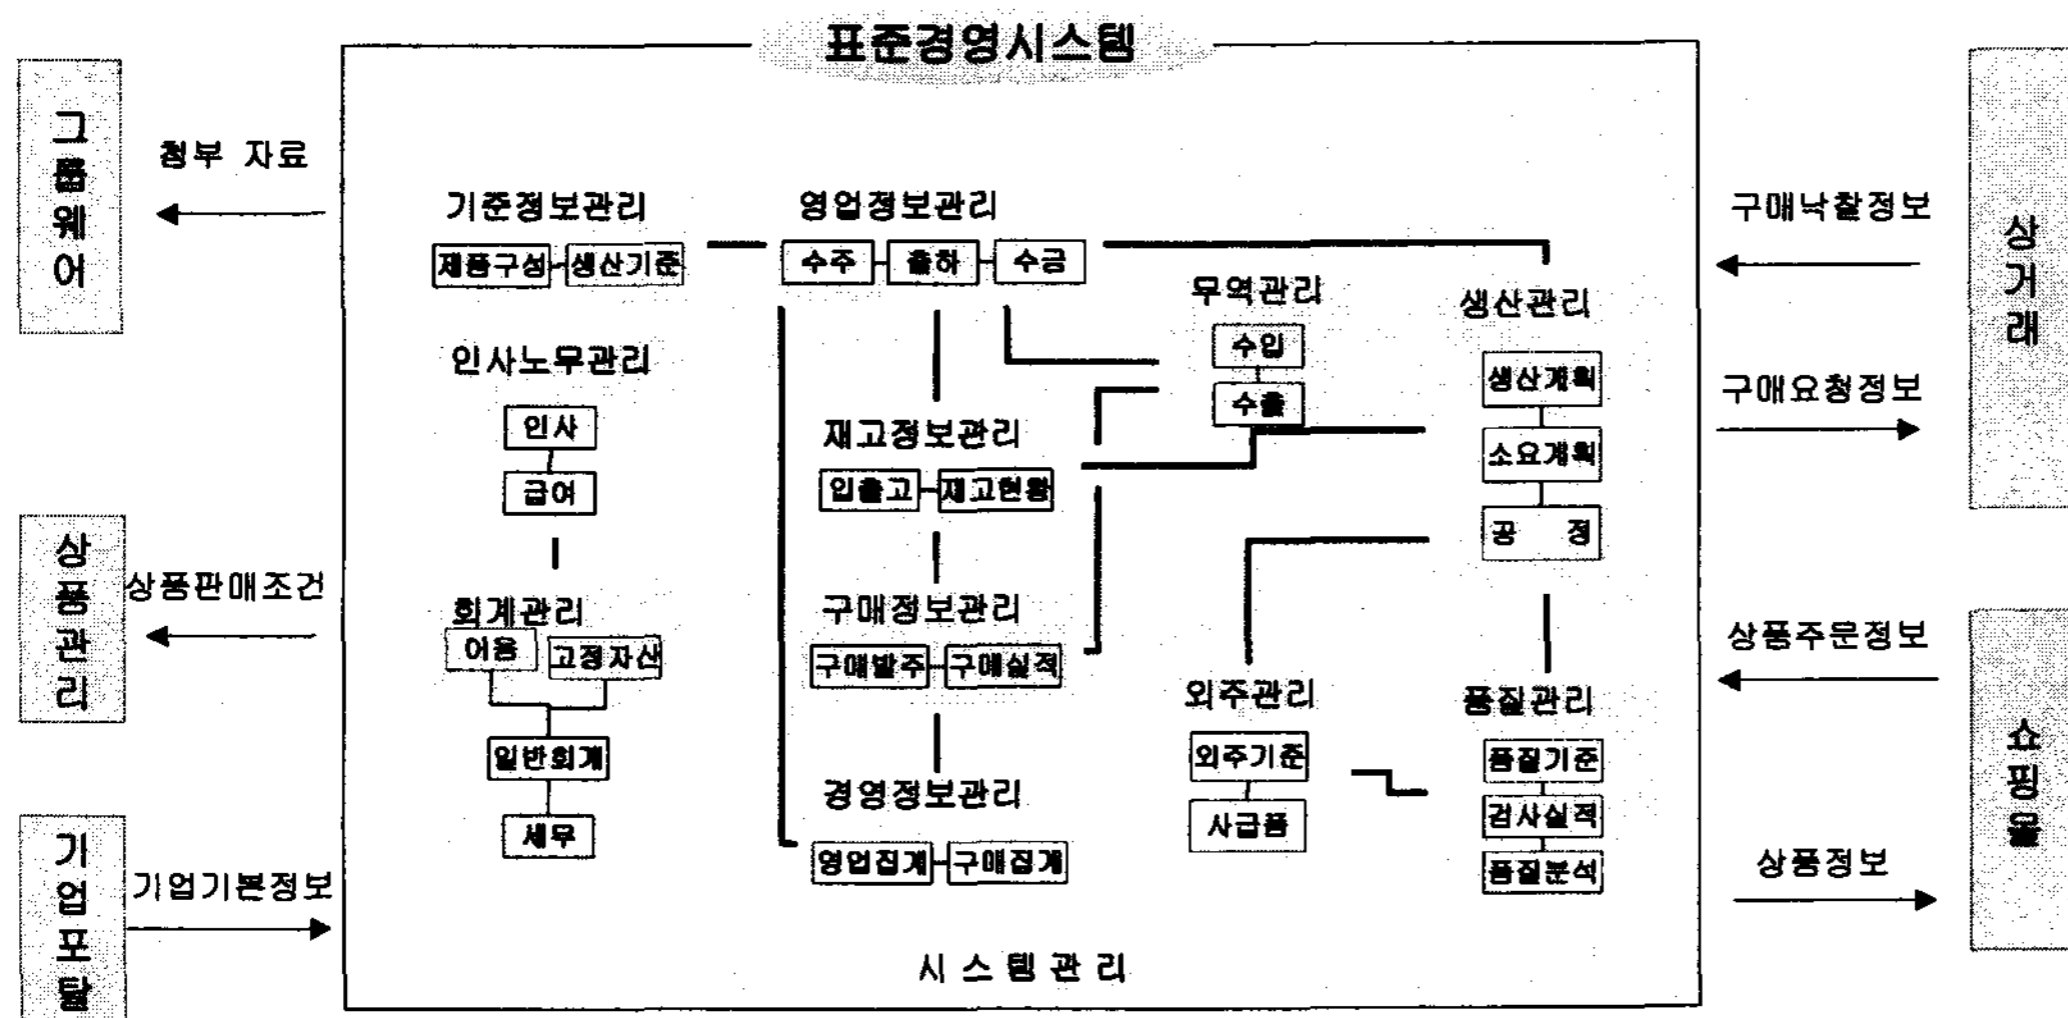 표준경영시스템
그룹웨어
첨부 자료
상품관리
상품판매조건
기업포탈
기업기본정보
기준정보관리
제품구성
생산기준
인사노무관리
인사
급여
회계관리
어음
고정자산
일반회계
세무
영업정보관리
수주
출하
수금
재고정보관리
입출고
재고현황
구매정보관리
구매발주
구매실적
경영정보관리
영업집계
구매집계
무역관리
수입
수출
외주관리
외주기준
사급품
생산관리
생산계획
소요계획
공 정
품질관리
품질기준
검사실적
품질분석
시스템관리
상거래
구매낙찰정보
구매요청정보
쇼핑몰
상품주문정보
상품정보